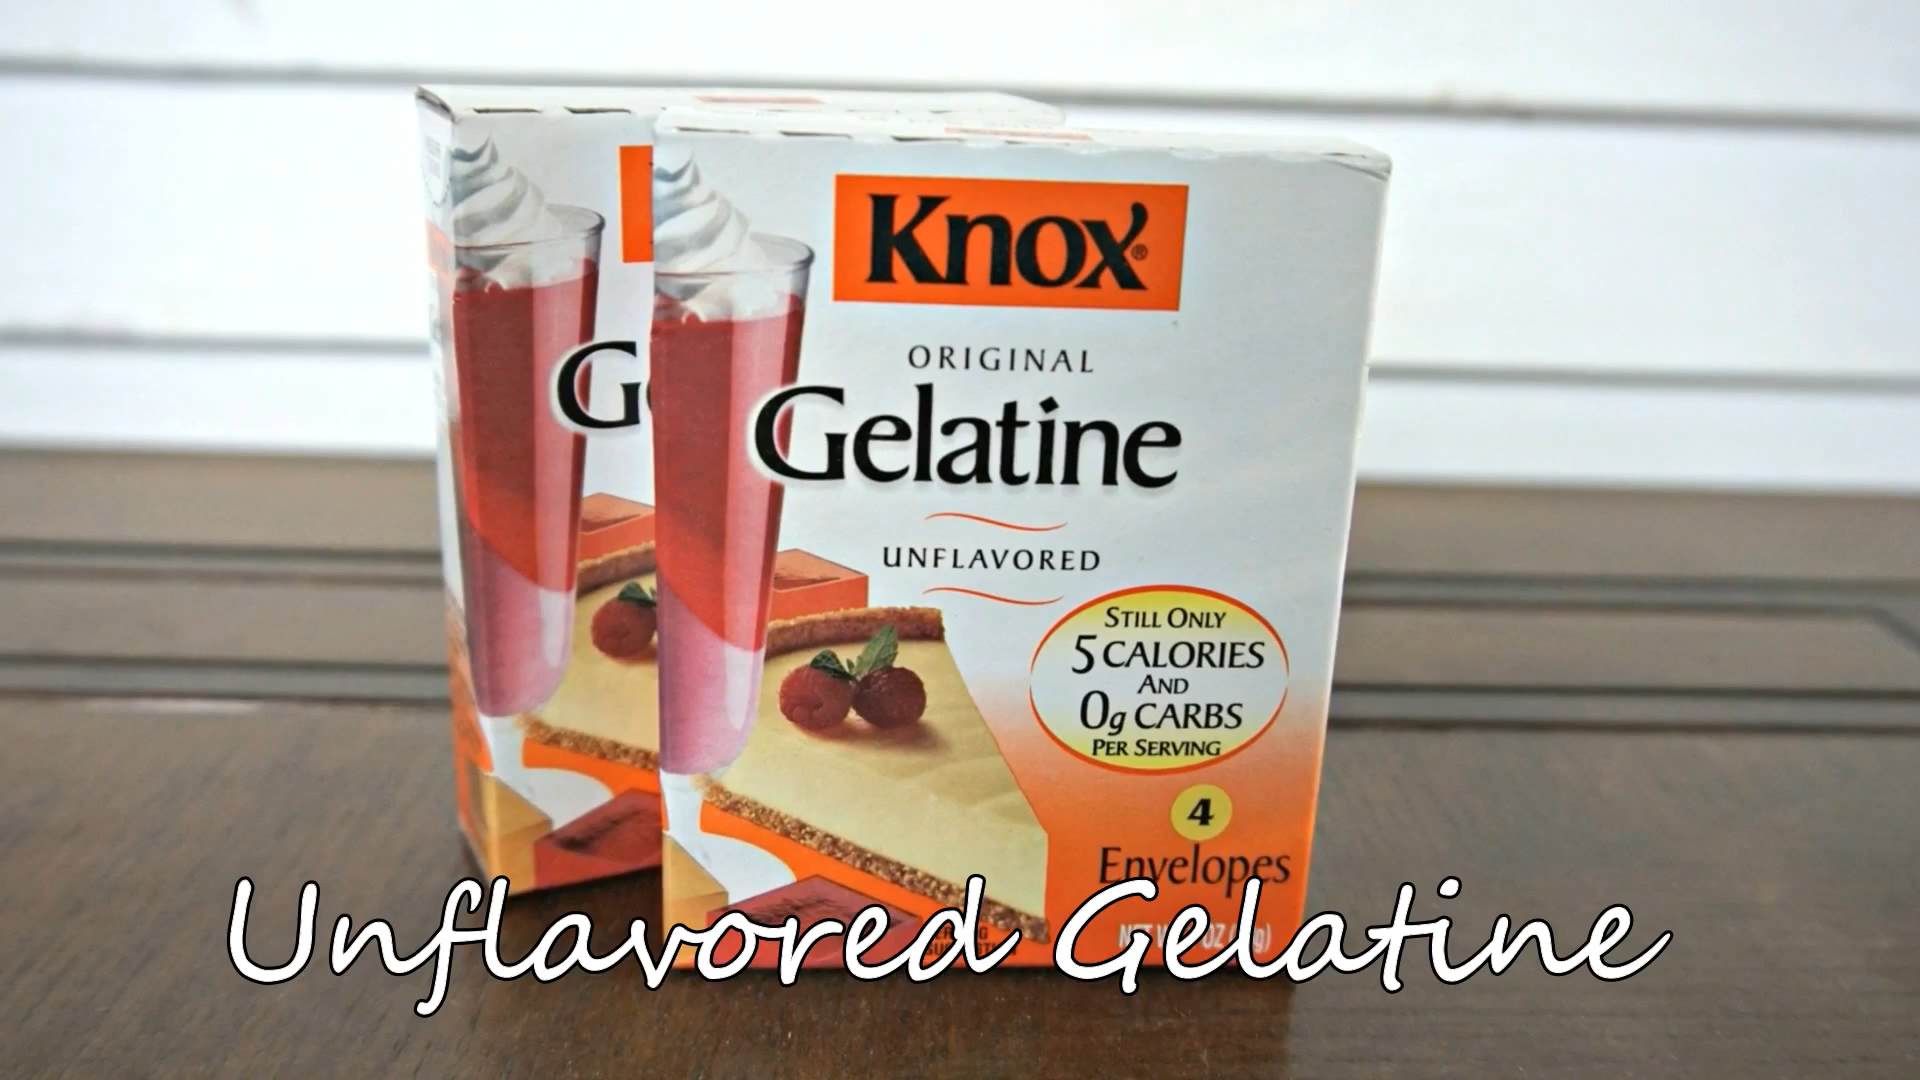 Knox®
ORIGINAL
Gelatine
UNFLAVORED
STILL ONLY
5 CALORIES
AND
0g CARBS
PER SERVING
4
Envelopes
Unflavored Gelatine